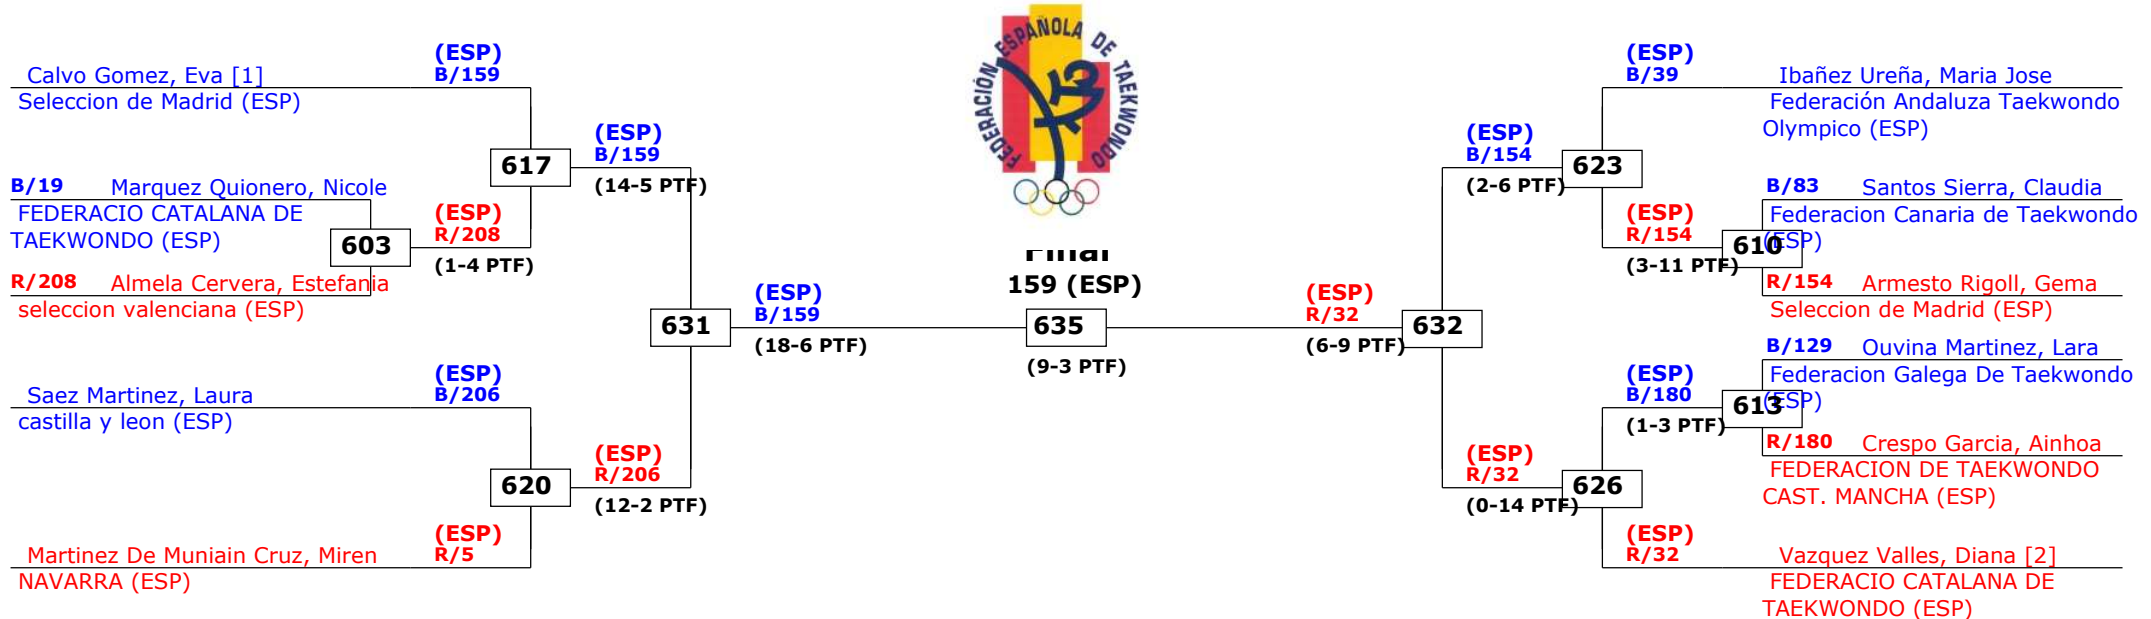 FEDERACIÓN ESPAÑOLA DE TAEKWONDO
(ESP)
B/159
Calvo Gomez, Eva [1]
Seleccion de Madrid (ESP)
B/19 Marquez Quionero, Nicole
FEDERACIO CATALANA DE
TAEKWONDO (ESP)
R/208 Almela Cervera, Estefania
seleccion valenciana (ESP)
603
(ESP)
R/208
(1-4 PTF)
617
(ESP)
B/159
(14-5 PTF)
Saez Martinez, Laura
castilla y leon (ESP)
(ESP)
B/206
Martinez De Muniain Cruz, Miren
NAVARRA (ESP)
(ESP)
R/5
620
(ESP)
R/206
(12-2 PTF)
631
(ESP)
B/159
(18-6 PTF)
Final
159 (ESP)
635
(9-3 PTF)
(ESP)
R/32
(6-9 PTF)
632
(ESP)
B/154
(2-6 PTF)
623
(ESP)
B/39
Ibañez Ureña, Maria Jose
Federación Andaluza Taekwondo
Olympico (ESP)
B/83 Santos Sierra, Claudia
Federacion Canaria de Taekwondo
(ESP)
610
(ESP)
R/154
(3-11 PTF)
R/154 Armesto Rigoll, Gema
Seleccion de Madrid (ESP)
B/129 Ouvina Martinez, Lara
Federacion Galega De Taekwondo
(ESP)
613
(ESP)
B/180
(1-3 PTF)
R/180 Crespo Garcia, Ainhoa
FEDERACION DE TAEKWONDO
CAST. MANCHA (ESP)
(ESP)
R/32
(0-14 PTF)
626
(ESP)
R/32
Vazquez Valles, Diana [2]
FEDERACIO CATALANA DE
TAEKWONDO (ESP)